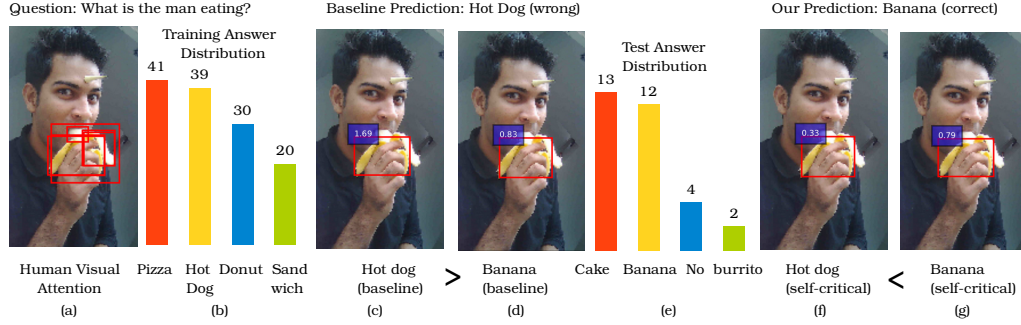 Question: What is the man eating?
Baseline Prediction: Hot Dog (wrong)
Our Prediction: Banana (correct)
Training Answer
Distribution
41
39
30
20
Pizza
Hot
Dog
Donut
Sand
wich
Human Visual
Attention
(a)
(b)
1.69
Hot dog
(baseline)
(c)
>
0.83
Banana
(baseline)
(d)
Test Answer
Distribution
13
12
4
2
Cake
Banana
No
burrito
(e)
0.33
Hot dog
(self-critical)
(f)
<
0.79
Banana
(self-critical)
(g)